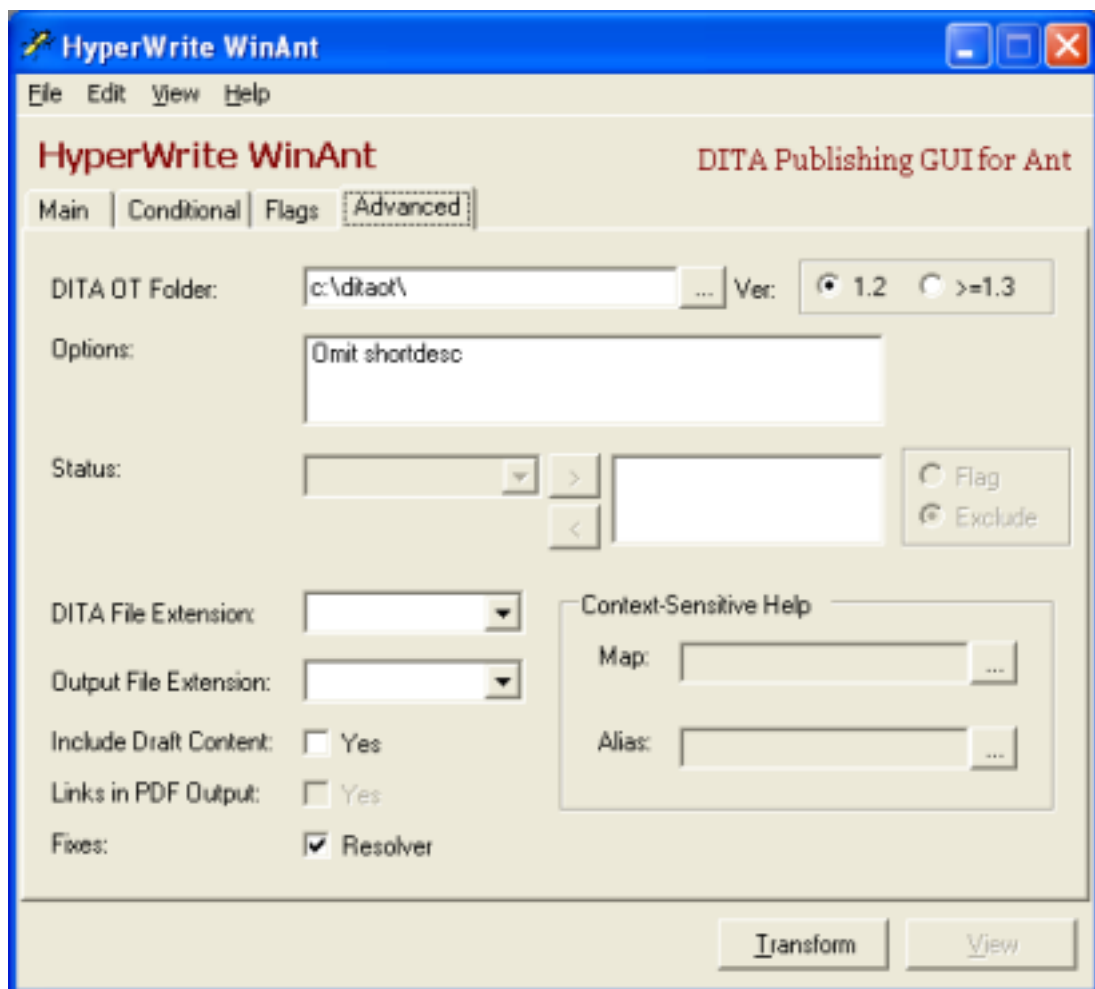 HyperWrite WinAnt
File Edit View Help
HyperWrite WinAnt DITA Publishing GUI for Ant
Main Conditional Flags Advanced
DITA OT Folder: c:\ditaot\ ... Ver: 1.2 >=1.3
Options: Omit shortdesc
Status: > Flag
< Exclude
DITA File Extension: Context-Sensitive Help
Map: ...
Output File Extension:
Include Draft Content: Yes Alias: ...
Links in PDF Output: Yes
Fixes: Resolver
Transform View